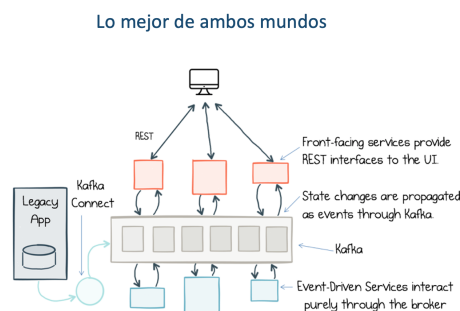 Lo mejor de ambos mundos
REST
Front-facing services provide
REST interfaces to the UI.
Kafka
Connect
Legacy
App
State changes are propagated
as events through Kafka.
Kafka
Event-Driven Services interact
purely through the broker